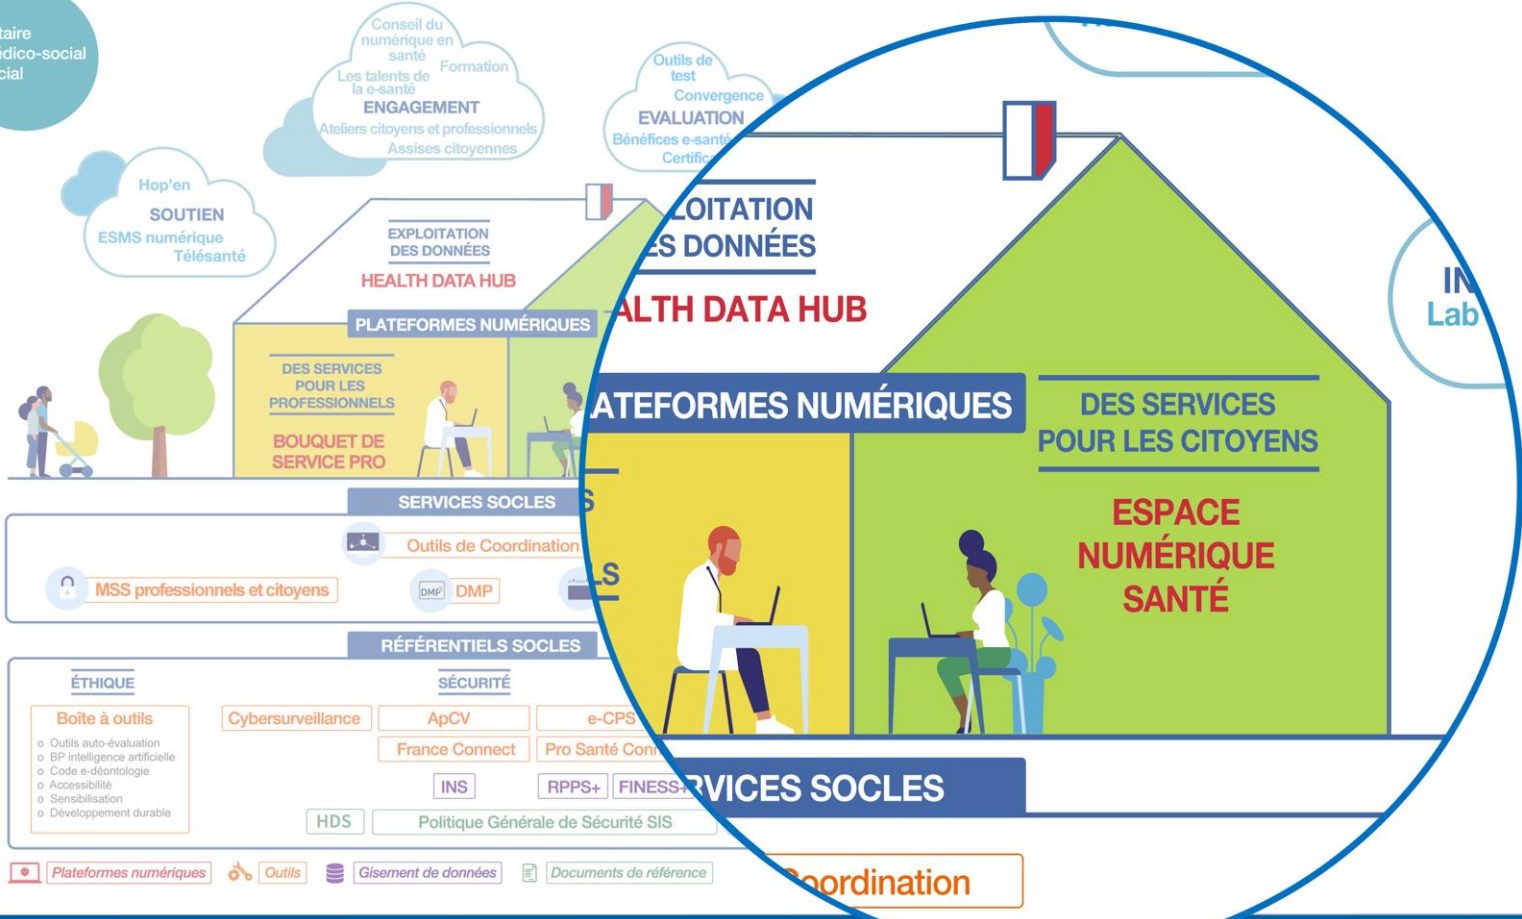 Conseil du
numérique en
santé
Les talents de
la e-santé
Formation
ENGAGEMENT
Ateliers citoyens et professionnels
Assises citoyennes
Outils de
test
Convergence
EVALUATION
Bénéfices e-santé
Hop'en
SOUTIEN
ESMS numérique
Télésanté
EXPLOITATION
DES DONNÉES
HEALTH DATA HUB
PLATEFORMES NUMÉRIQUES
DES SERVICES
POUR LES
PROFESSIONNELS
BOUQUET DE
SERVICE PRO
SERVICES SOCLES
Outils de Coordination
MSS professionnels et citoyens
DMP DMP
RÉFÉRENTIELS SOCLES
ÉTHIQUE
Boîte à outils
o Outils auto-évaluation
o BP intelligence artificielle
o Code e-déontologie
o Accessibilité
o Sensibilisation
o Développement durable
SÉCURITÉ
Cybersurveillance
ApCV
e-CPS
France Connect
Pro Santé Conn
INS
RPPS+
FINESS+
HDS
Politique Générale de Sécurité SIS
Plateformes numériques
Outils
Gisement de données
Documents de référence
LOITATION
ES DONNÉES
ALTH DATA HUB
ATEFORMES NUMÉRIQUES
DES SERVICES
POUR LES CITOYENS
ESPACE
NUMÉRIQUE
SANTÉ
S
LS
RVICES SOCLES
oordination
IN
Lab
taire
édico-social
cial